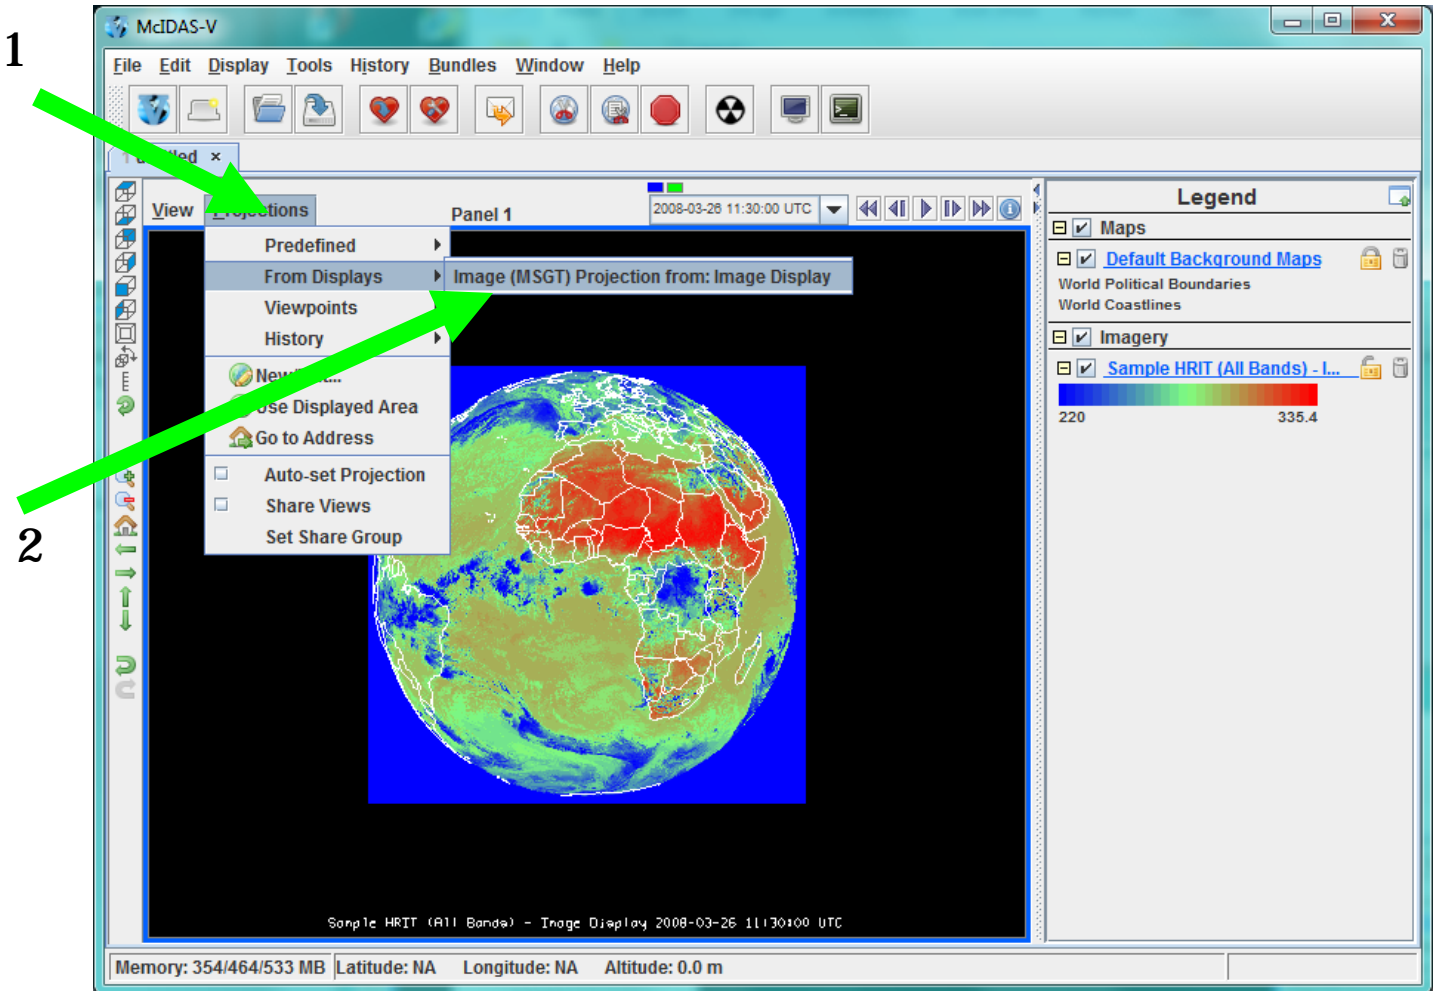 1
McIDAS-V
File Edit Display Tools History Bundles Window Help
View Projections
Panel 1
2008-03-26 11:30:00 UTC
Predefined
From Displays
Image (MSGT) Projection from: Image Display
Viewpoints
History
Use Displayed Area
Go to Address
Auto-set Projection
Share Views
Set Share Group
2
Legend
Maps
Default Background Maps
World Political Boundaries
World Coastlines
Imagery
Sample HRIT (All Bands) - I...
220 335.4
Sample HRIT (All Bands) - Image Display 2008-03-26 11:30:00 UTC
Memory: 354/464/533 MB Latitude: NA Longitude: NA Altitude: 0.0 m